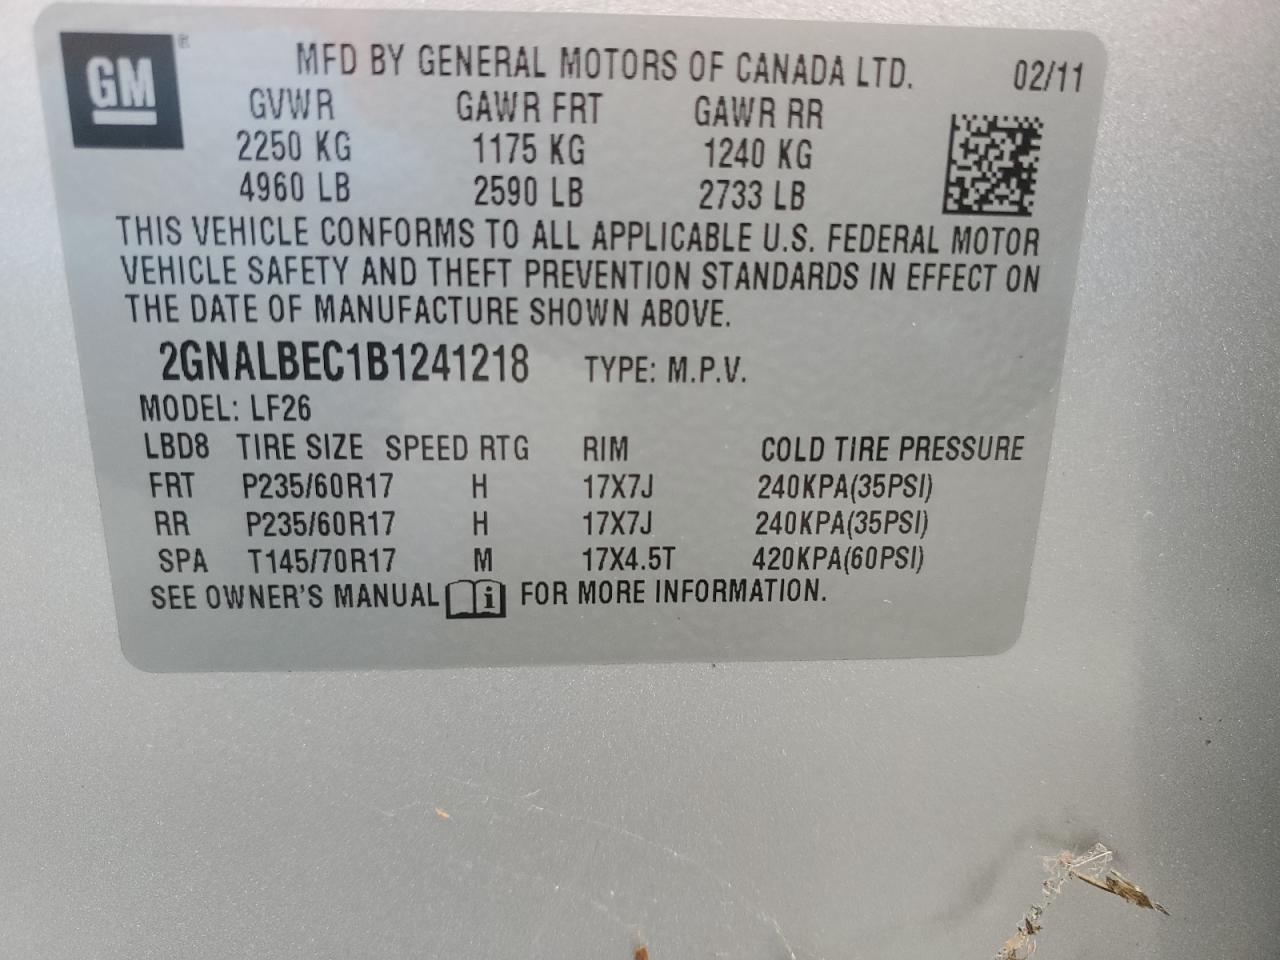 GM ®
MFD BY GENERAL MOTORS OF CANADA LTD. 02/11
GVWR GAWR FRT GAWR RR
2250 KG 1175 KG 1240 KG
4960 LB 2590 LB 2733 LB
THIS VEHICLE CONFORMS TO ALL APPLICABLE U.S. FEDERAL MOTOR
VEHICLE SAFETY AND THEFT PREVENTION STANDARDS IN EFFECT ON
THE DATE OF MANUFACTURE SHOWN ABOVE.
2GNALBEC1B1241218 TYPE: M.P.V.
MODEL: LF26
LBD8 TIRE SIZE SPEED RTG RIM COLD TIRE PRESSURE
FRT P235/60R17 H 17X7J 240KPA(35PSI)
RR P235/60R17 H 17X7J 240KPA(35PSI)
SPA T145/70R17 M 17X4.5T 420KPA(60PSI)
SEE OWNER'S MANUAL i FOR MORE INFORMATION.